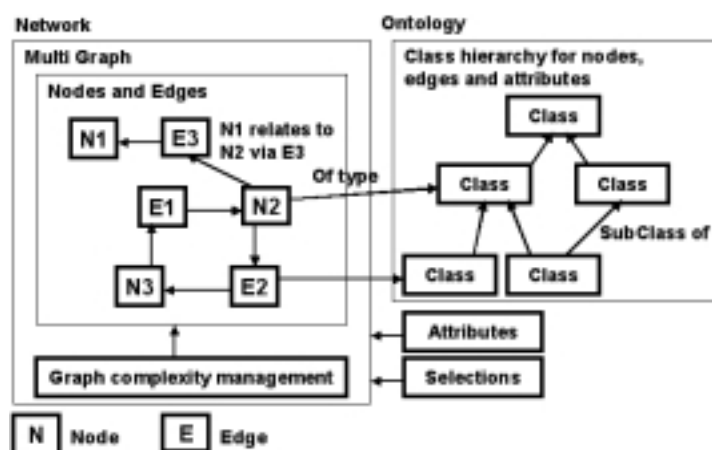 Network
Multi Graph
Nodes and Edges
N1
E3
N1 relates to
N2 via E3
E1
N2
N3
E2
Graph complexity management
Of type
Ontology
Class hierarchy for nodes,
edges and attributes
Class
Class
Class
SubClass of
Class
Class
Attributes
Selections
N
Node
E
Edge